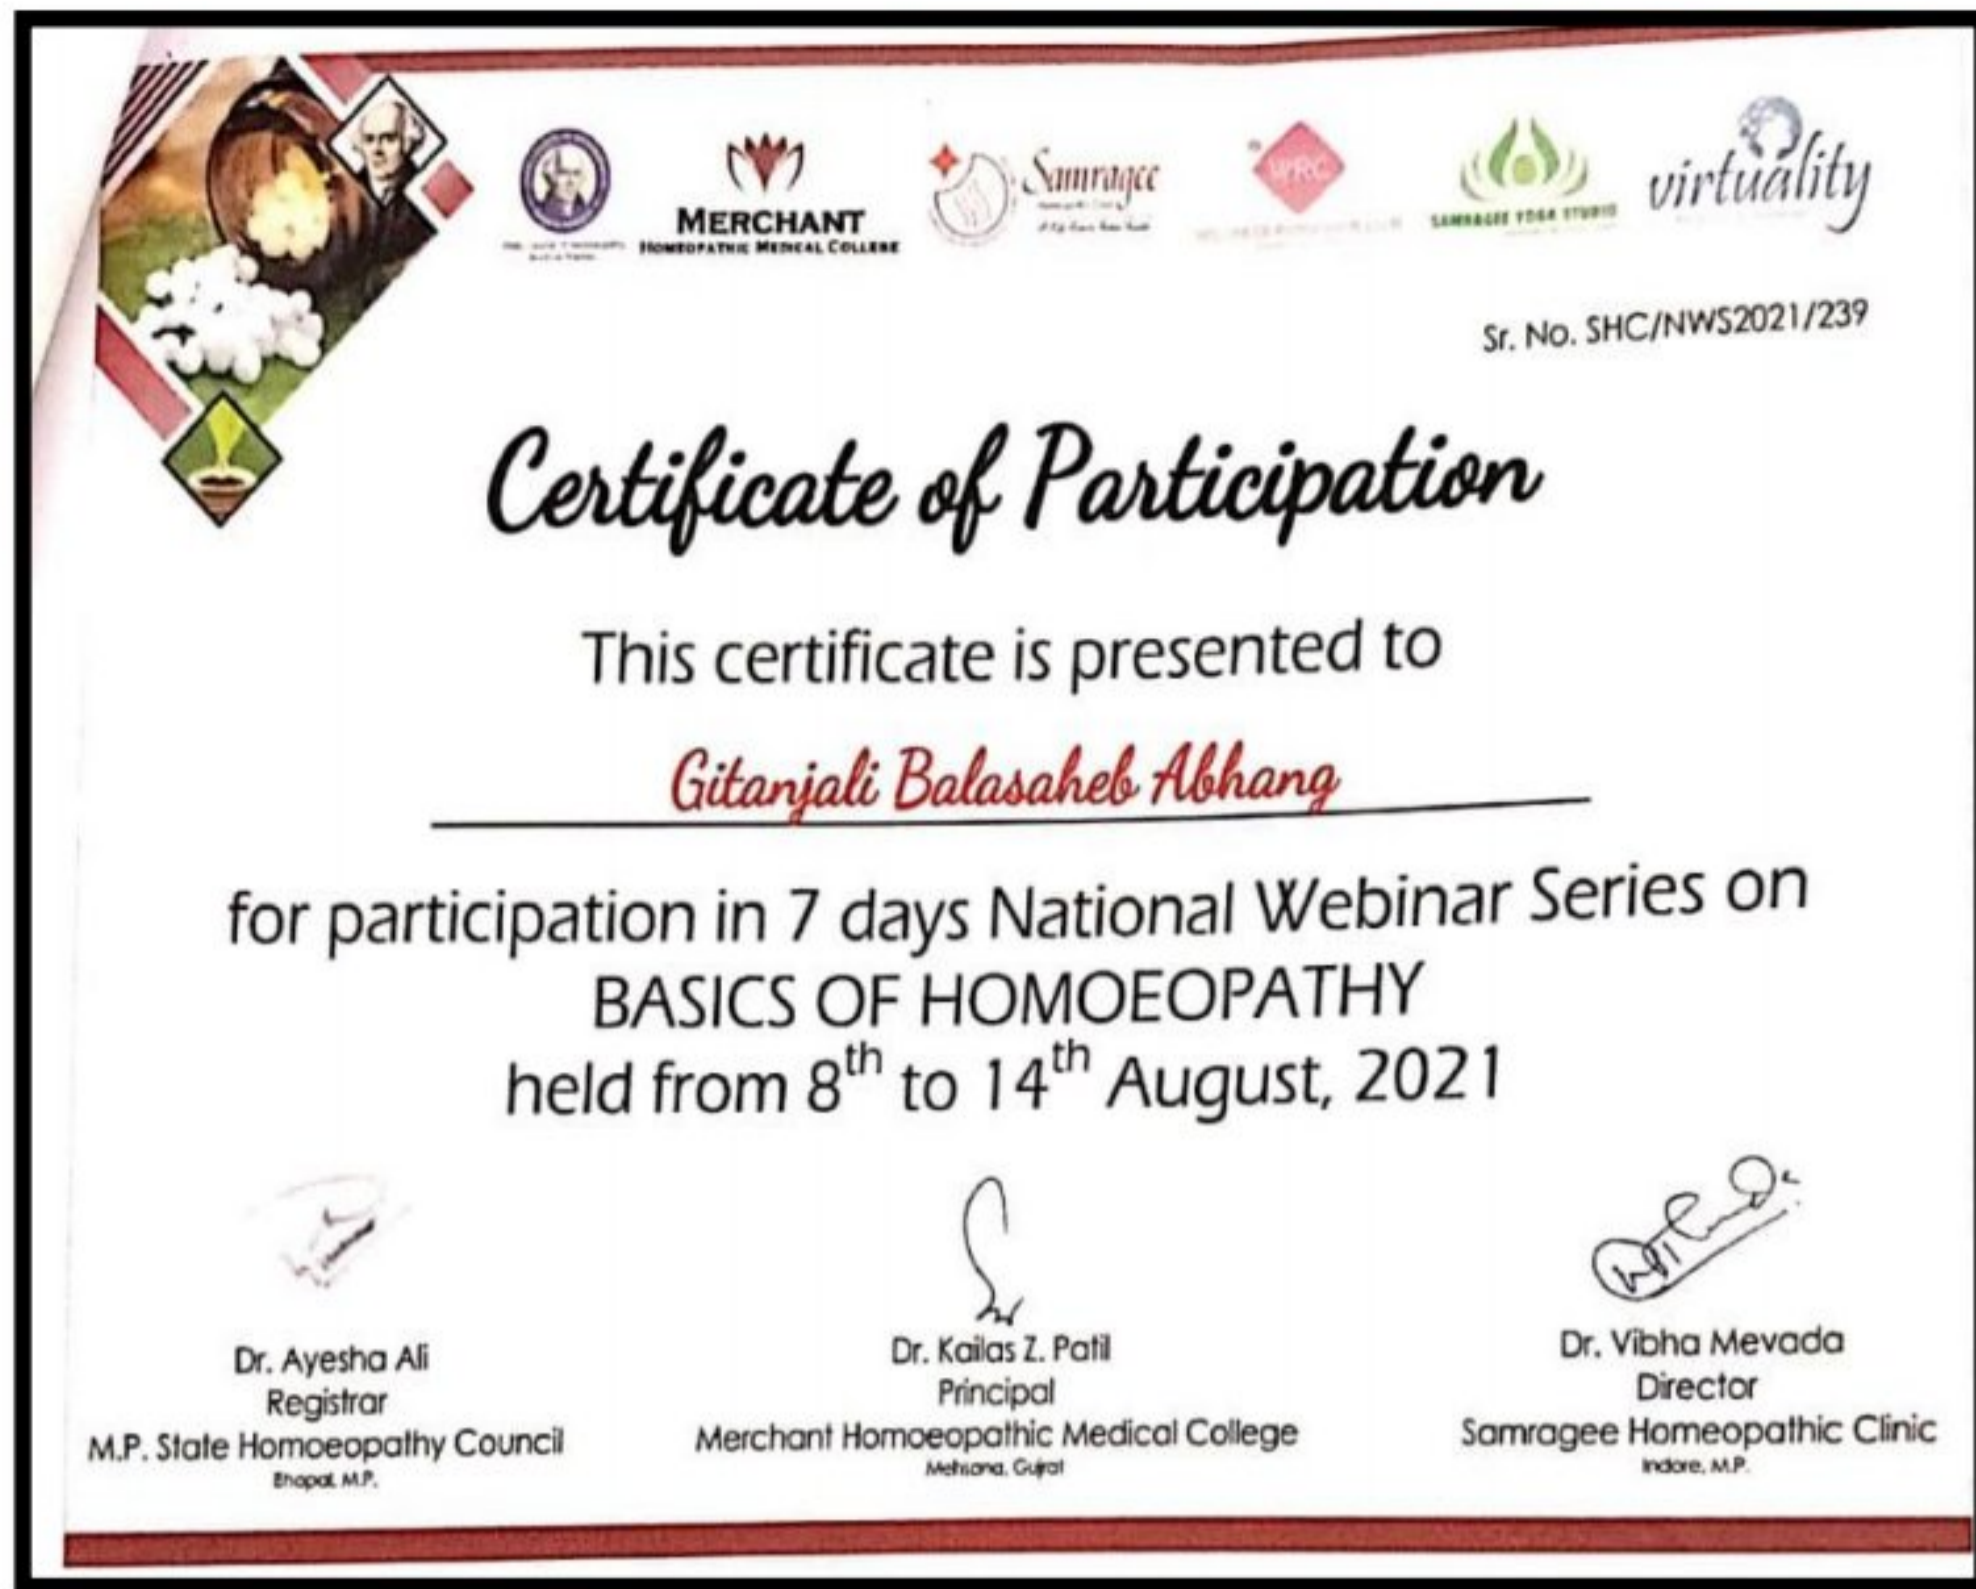 MERCHANT
HOMEOPATHIC MEDICAL COLLEGE
Samragee
SAMRAGEE YOGA STUDIO
virtuality
Sr. No. SHC/NWS2021/239
Certificate of Participation
This certificate is presented to
Gitanjali Balasaheb Abhang
for participation in 7 days National Webinar Series on
BASICS OF HOMOEOPATHY
held from 8th to 14th August, 2021
Dr. Ayesha Ali
Registrar
M.P. State Homoeopathy Council
Bhopal, M.P.
Dr. Kailas Z. Patil
Principal
Merchant Homoeopathic Medical College
Mehsana, Gujrat
Dr. Vibha Mevada
Director
Samragee Homeopathic Clinic
Indore, M.P.